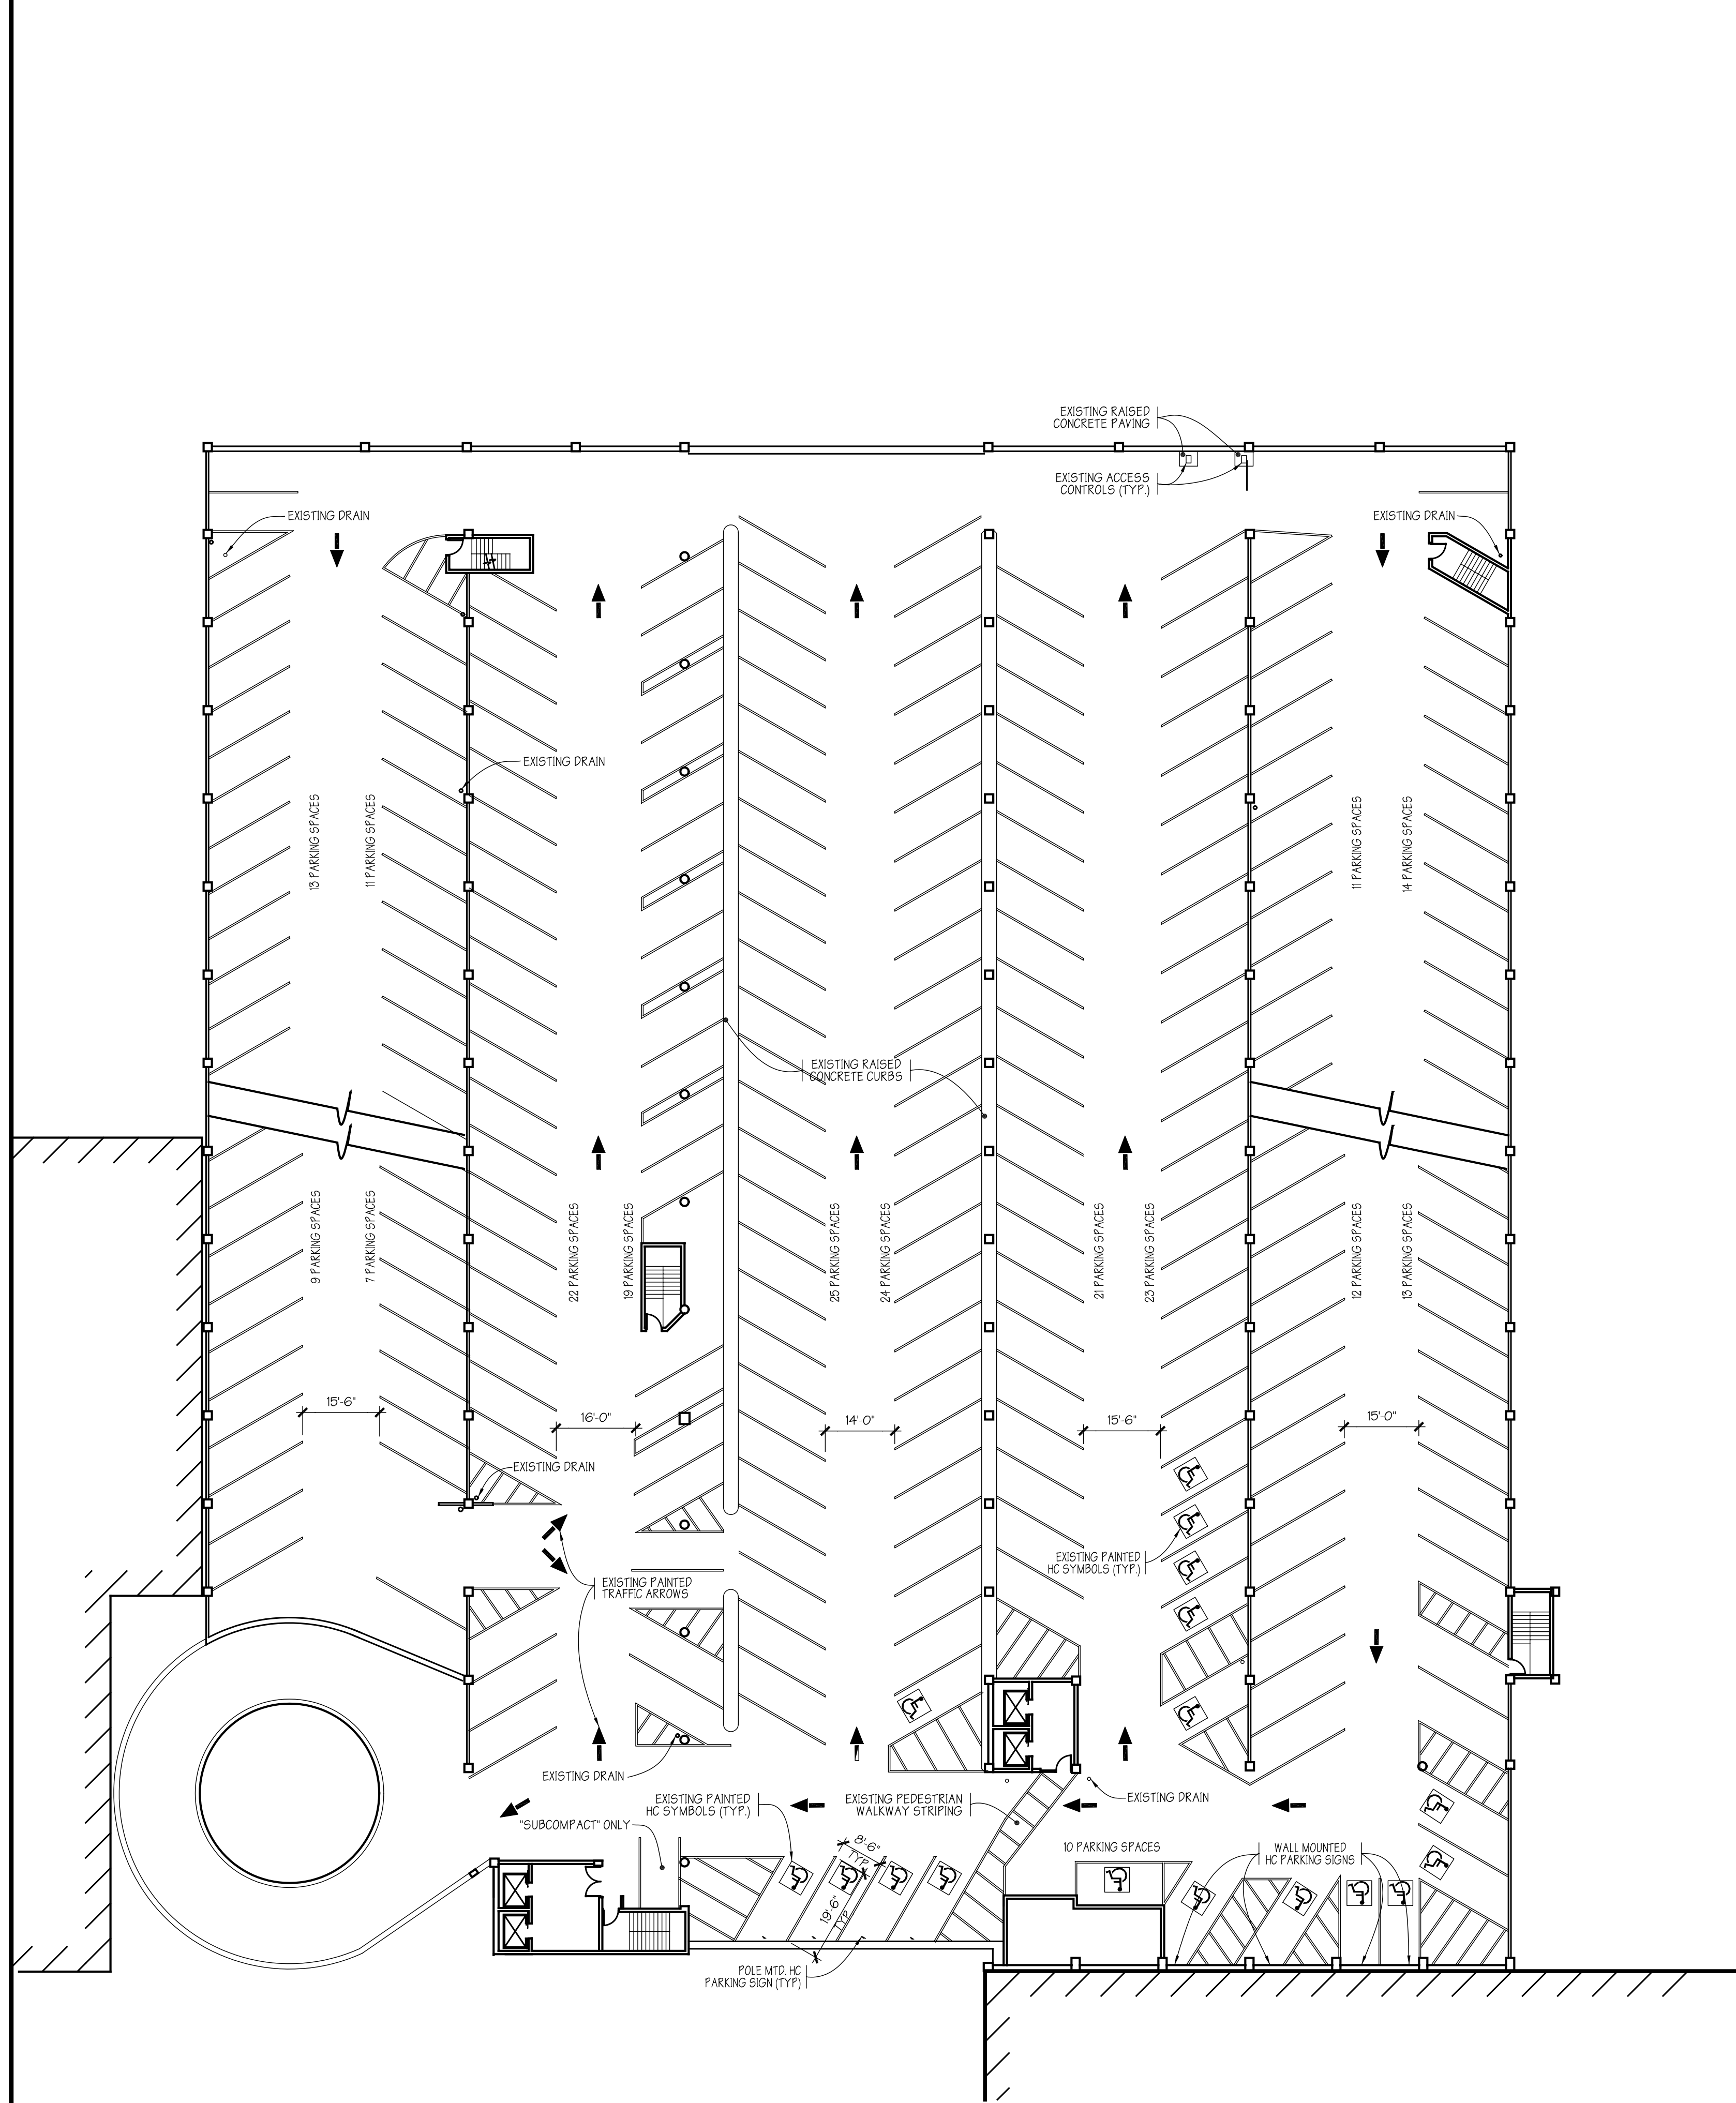 EXISTING RAISED
CONCRETE PAVING
EXISTING ACCESS
CONTROLS (TYP.)
EXISTING DRAIN
EXISTING DRAIN
EXISTING DRAIN
13 PARKING SPACES
11 PARKING SPACES
11 PARKING SPACES
14 PARKING SPACES
EXISTING RAISED
CONCRETE CURBS
9 PARKING SPACES
7 PARKING SPACES
22 PARKING SPACES
19 PARKING SPACES
25 PARKING SPACES
24 PARKING SPACES
21 PARKING SPACES
23 PARKING SPACES
12 PARKING SPACES
13 PARKING SPACES
15'-6"
16'-0"
14'-0"
15'-6"
15'-0"
EXISTING DRAIN
EXISTING PAINTED
HC SYMBOLS (TYP.)
EXISTING PAINTED
TRAFFIC ARROWS
EXISTING DRAIN
EXISTING PAINTED
HC SYMBOLS (TYP.)
EXISTING PEDESTRIAN
WALKWAY STRIPING
EXISTING DRAIN
"SUBCOMPACT" ONLY
8'-6"
TYP.
10 PARKING SPACES
WALL MOUNTED
HC PARKING SIGNS
19'-6"
TYP.
POLE MTD. HC
PARKING SIGN (TYP)